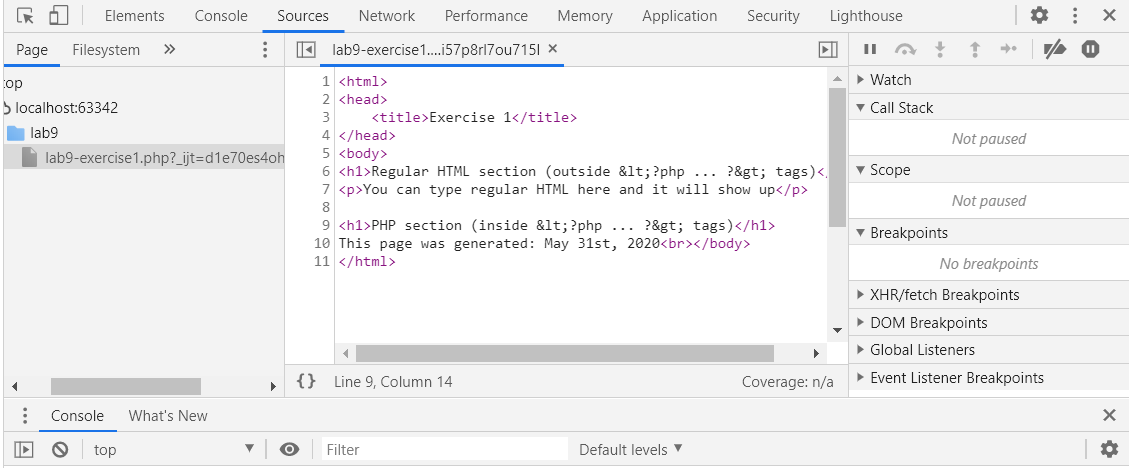 Elements Console Sources Network Performance Memory Application Security Lighthouse
Page Filesystem »
lab9-exercise1....i57p8rl7ou715l ×
top
localhost:63342
lab9
lab9-exercise1.php?_ijt=d1e70es4oh
1 <html>
2 <head>
3 <title>Exercise 1</title>
4 </head>
5 <body>
6 <h1>Regular HTML section (outside &lt;?php ... ?&gt; tags)</
7 <p>You can type regular HTML here and it will show up</p>
8
9 <h1>PHP section (inside &lt;?php ... ?&gt; tags)</h1>
10 This page was generated: May 31st, 2020<br></body>
11 </html>
{} Line 9, Column 14 Coverage: n/a
Watch
Call Stack
Not paused
Scope
Not paused
Breakpoints
No breakpoints
XHR/fetch Breakpoints
DOM Breakpoints
Global Listeners
Event Listener Breakpoints
Console What's New
top Filter Default levels